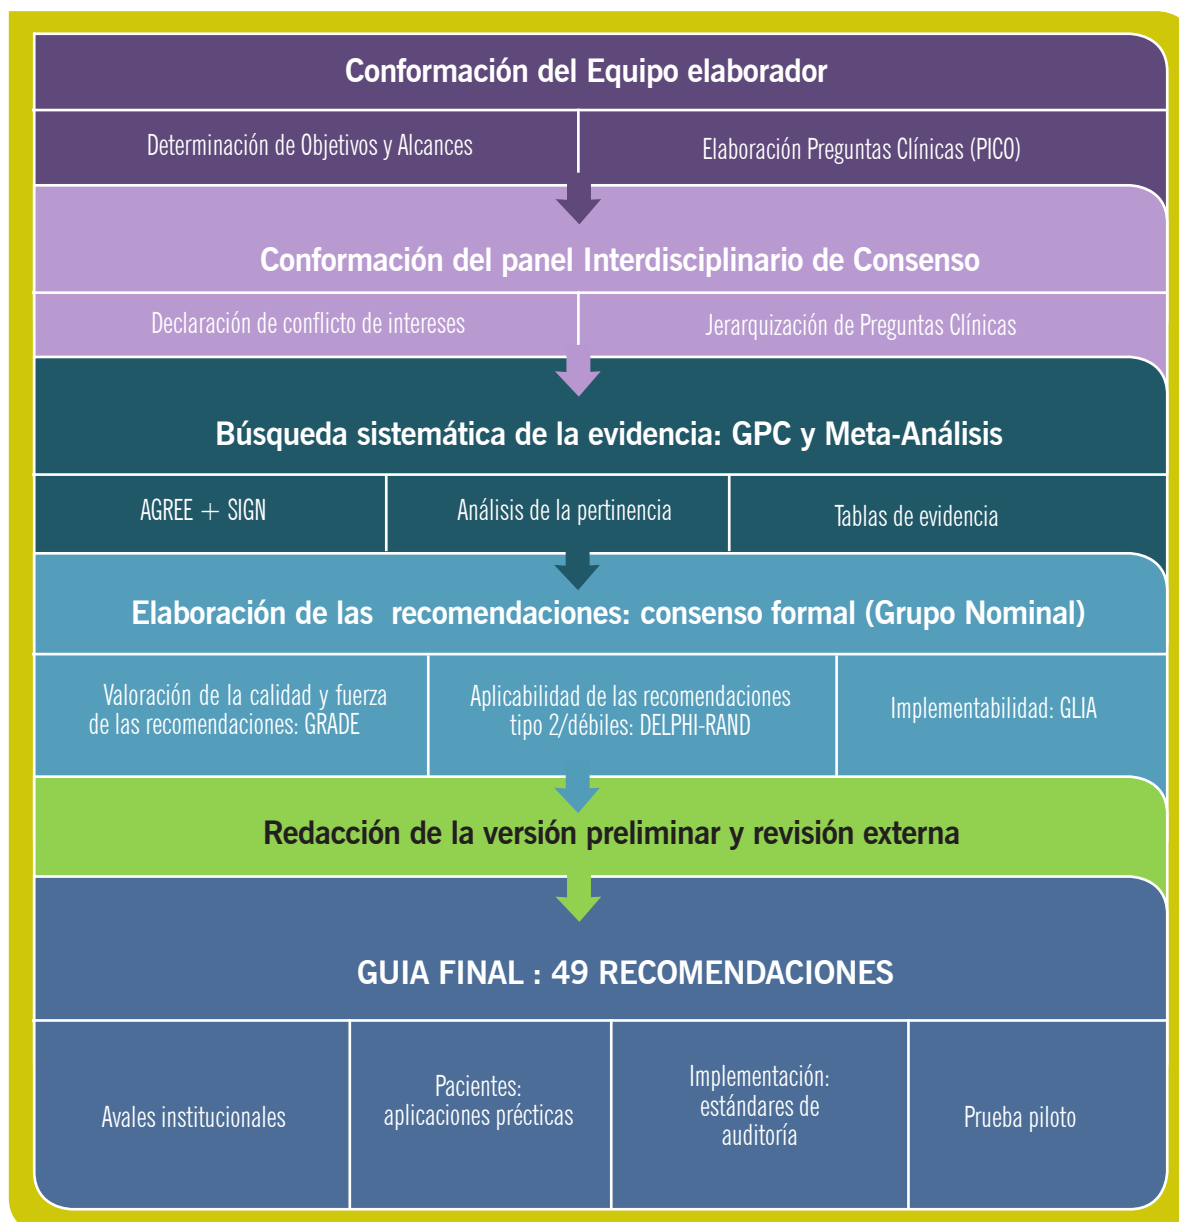 Conformación del Equipo elaborador
Determinación de Objetivos y Alcances
Elaboración Preguntas Clínicas (PICO)
Conformación del panel Interdisciplinario de Consenso
Declaración de conflicto de intereses
Jerarquización de Preguntas Clínicas
Búsqueda sistemática de la evidencia: GPC y Meta-Análisis
AGREE + SIGN
Análisis de la pertinencia
Tablas de evidencia
Elaboración de las recomendaciones: consenso formal (Grupo Nominal)
Valoración de la calidad y fuerza
de las recomendaciones: GRADE
Aplicabilidad de las recomendaciones
tipo 2/débiles: DELPHI-RAND
Implementabilidad: GLIA
Redacción de la versión preliminar y revisión externa
GUIA FINAL : 49 RECOMENDACIONES
Avales institucionales
Pacientes:
aplicaciones précticas
Implementación:
estándares de
auditoría
Prueba piloto